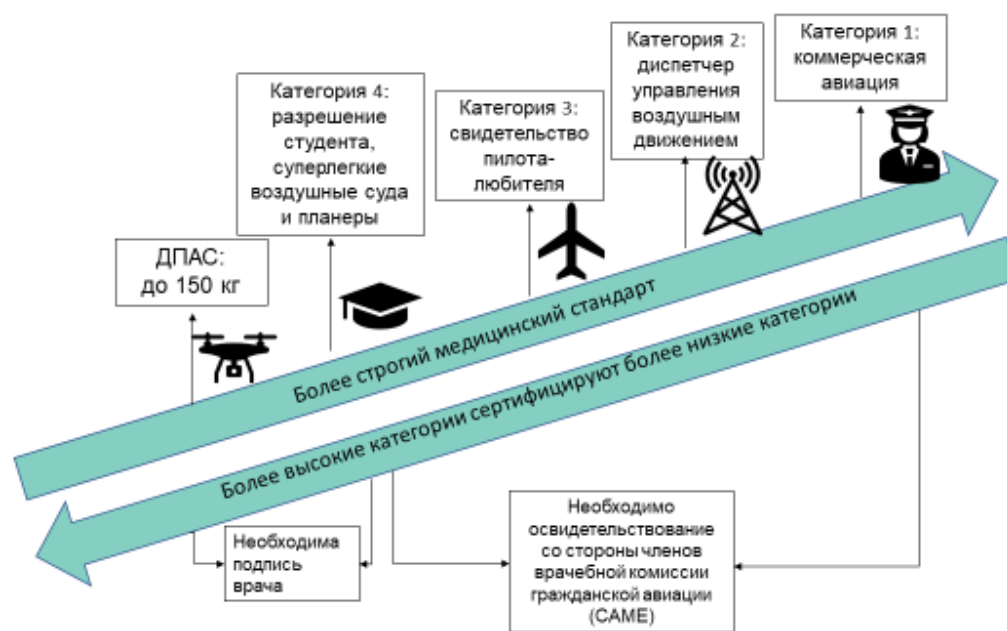 Категория 1:
коммерческая
авиация
Категория 2:
диспетчер
управления
воздушным
движением
Категория 3:
свидетельство
пилота-
любителя
Категория 4:
разрешение
студента,
суперлегкие
воздушные суда
и планеры
ДПАС:
до 150 кг
Более строгий медицинский стандарт
Более высокие категории сертифицируют более низкие категории
Необходима
подпись
врача
Необходимо
освидетельствование
со стороны членов
врачебной комиссии
гражданской авиации
(CAME)